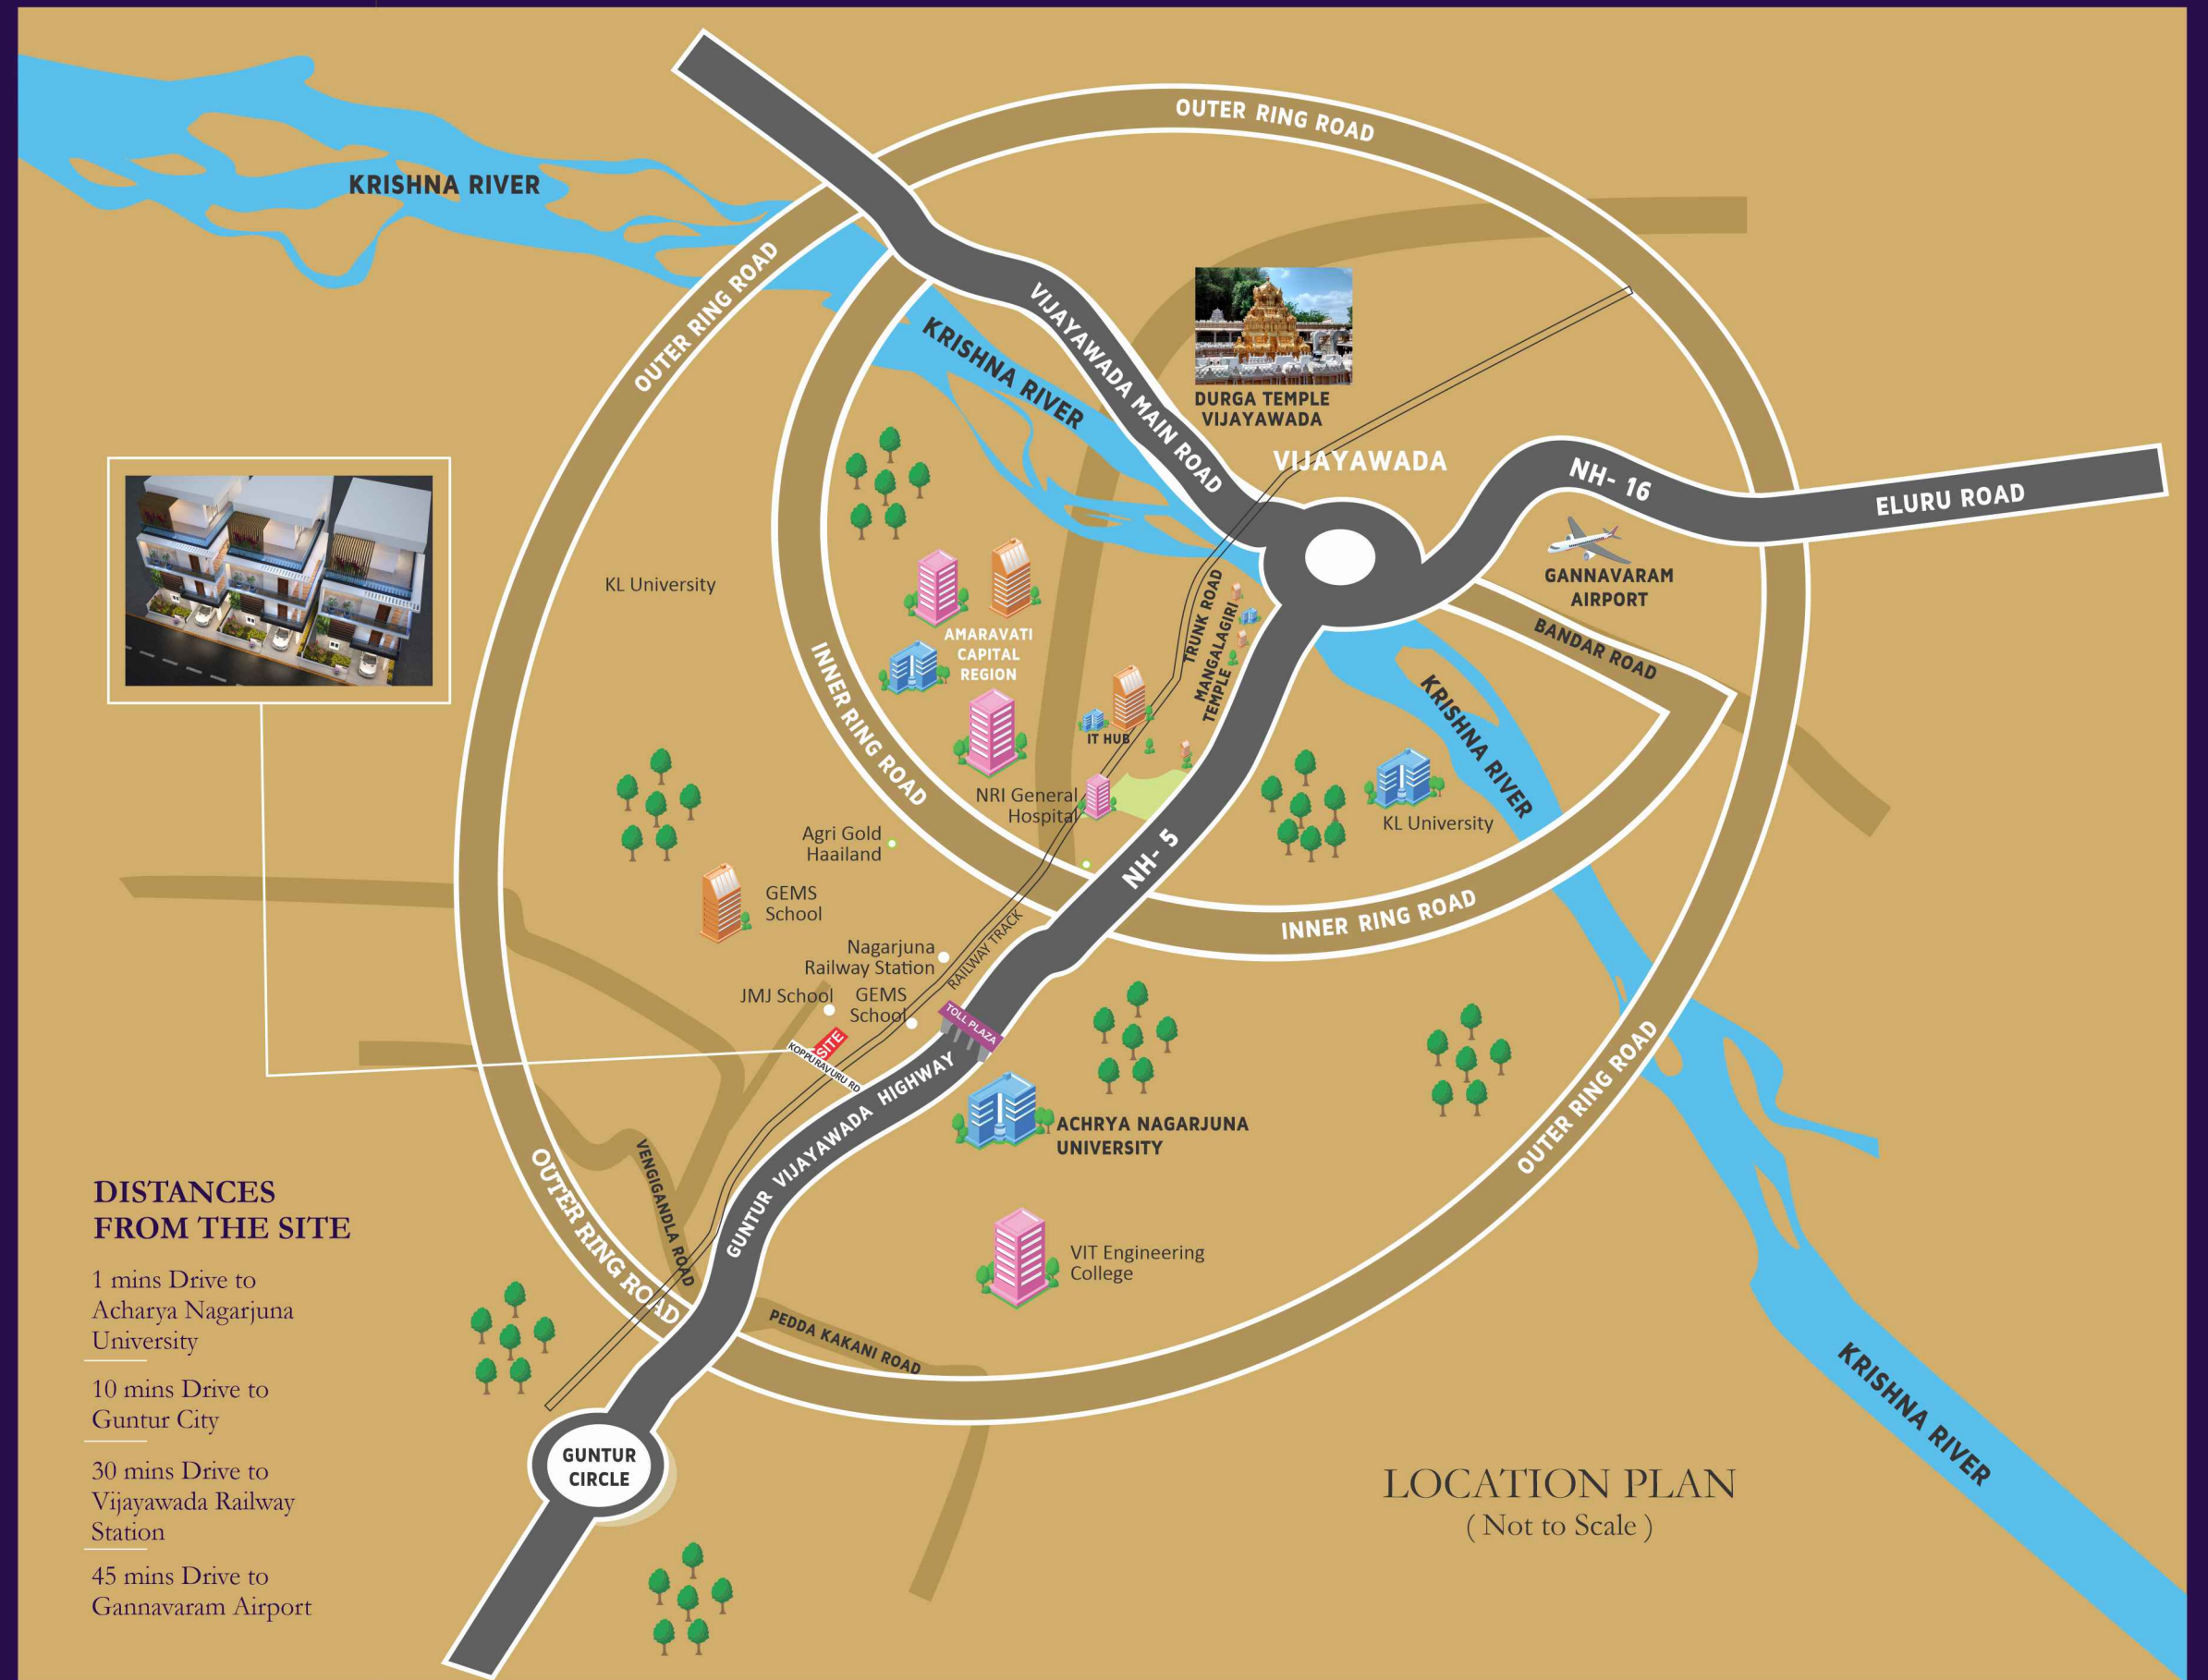 OUTER RING ROAD
KRISHNA RIVER
OUTER RING ROAD
VIJAYAWADA MAIN ROAD
KRISHNA RIVER
DURGA TEMPLE
VIJAYAWADA
VIJAYAWADA
NH- 16
ELURU ROAD
GANNAVARAM
AIRPORT
KL University
TRUNK ROAD
MANGALAGIRI
TEMPLE
BANDAR ROAD
AMARAVATI
CAPITAL
REGION
INNER RING ROAD
IT HUB
KRISHNA RIVER
NRI General
Hospital
KL University
Agri Gold
Haailand
NH- 5
GEMS
School
INNER RING ROAD
Nagarjuna
Railway Station
RAILWAY TRACK
JMJ School
GEMS
School
TOLL PLAZA
SITE
KOPPURAVURU RD
GUNTUR VIJAYAWADA HIGHWAY
ACHRYA NAGARJUNA
UNIVERSITY
OUTER RING ROAD
VENGIGANDLA ROAD
OUTER RING ROAD
VIT Engineering
College
PEDDA KAKANI ROAD
KRISHNA RIVER
GUNTUR
CIRCLE
DISTANCES
FROM THE SITE
1 mins Drive to
Acharya Nagarjuna
University
10 mins Drive to
Guntur City
30 mins Drive to
Vijayawada Railway
Station
45 mins Drive to
Gannavaram Airport
LOCATION PLAN
( Not to Scale )